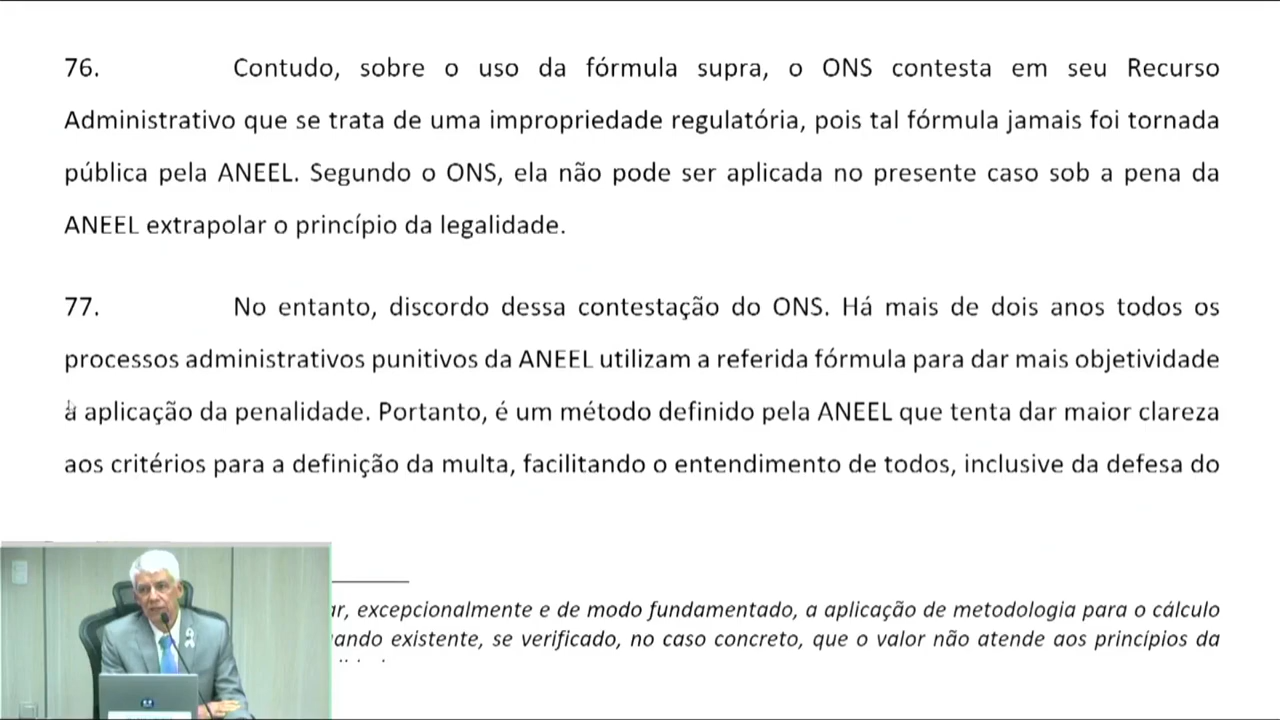 76. Contudo, sobre o uso da fórmula supra, o ONS contesta em seu Recurso
Administrativo que se trata de uma impropriedade regulatória, pois tal fórmula jamais foi tornada
pública pela ANEEL. Segundo o ONS, ela não pode ser aplicada no presente caso sob a pena da
ANEEL extrapolar o princípio da legalidade.
77. No entanto, discordo dessa contestação do ONS. Há mais de dois anos todos os
processos administrativos punitivos da ANEEL utilizam a referida fórmula para dar mais objetividade
à aplicação da penalidade. Portanto, é um método definido pela ANEEL que tenta dar maior clareza
aos critérios para a definição da multa, facilitando o entendimento de todos, inclusive da defesa do
ar, excepcionalmente e de modo fundamentado, a aplicação de metodologia para o cálculo
ando existente, se verificado, no caso concreto, que o valor não atende aos princípios da